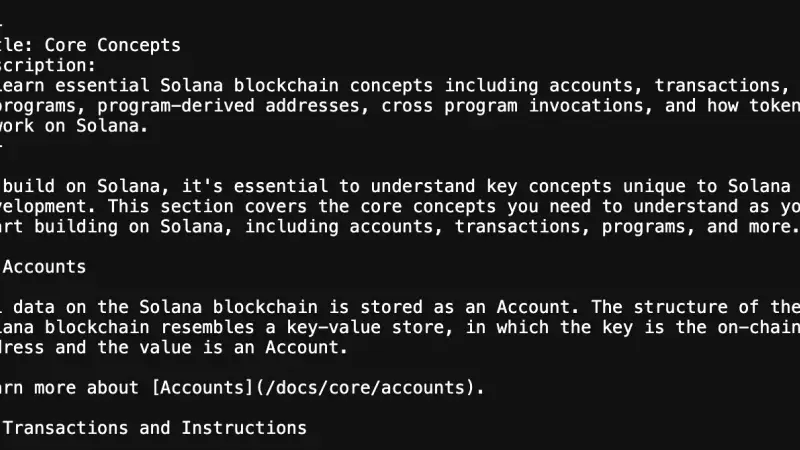 tle: Core Concepts
scription:
earn essential Solana blockchain concepts including accounts, transactions,
programs, program-derived addresses, cross program invocations, and how token
work on Solana.
build on Solana, it's essential to understand key concepts unique to Solana
velopment. This section covers the core concepts you need to understand as yo
art building on Solana, including accounts, transactions, programs, and more.
Accounts
l data on the Solana blockchain is stored as an Account. The structure of the
lana blockchain resembles a key-value store, in which the key is the on-chain
dress and the value is an Account.
arn more about [Accounts](/docs/core/accounts).
Transactions and Instructions